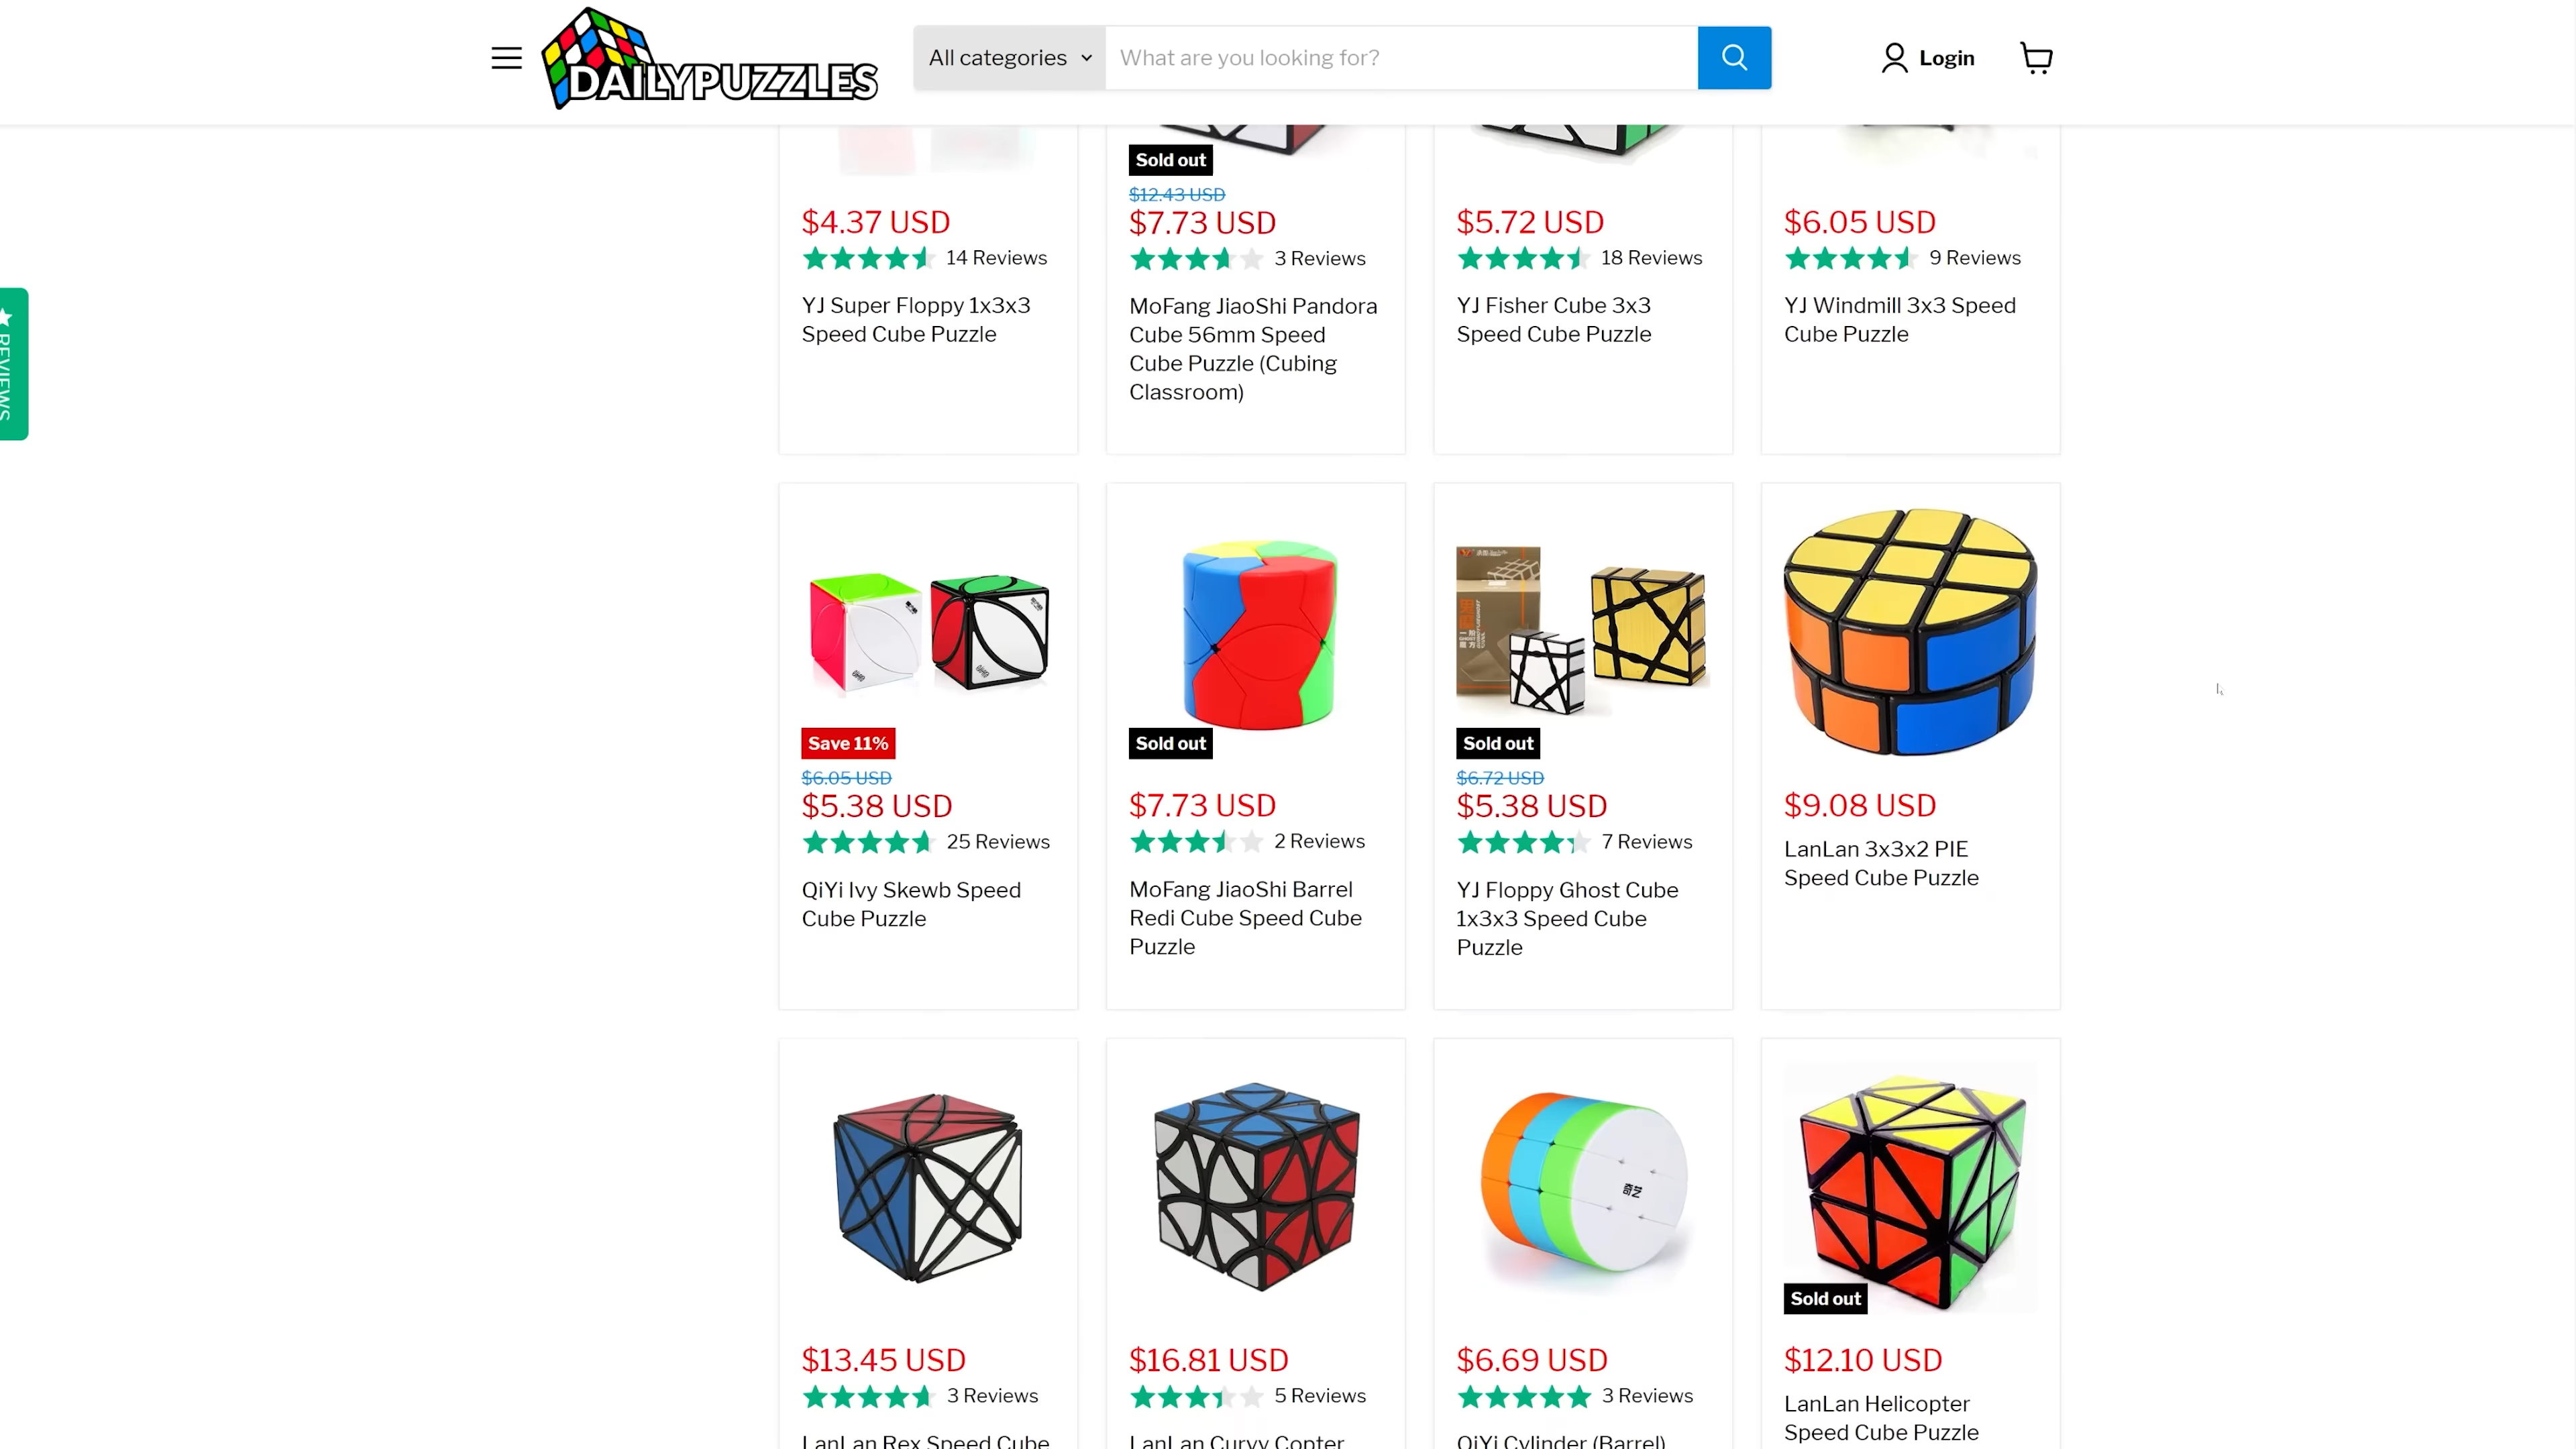 DAILYPUZZLES
All categories
What are you looking for?
Login
REVIEWS
Sold out
$12.43 USD
$4.37 USD
$7.73 USD
$5.72 USD
$6.05 USD
14 Reviews
3 Reviews
18 Reviews
9 Reviews
YJ Super Floppy 1x3x3
Speed Cube Puzzle
MoFang JiaoShi Pandora
Cube 56mm Speed
Cube Puzzle (Cubing
Classroom)
YJ Fisher Cube 3x3
Speed Cube Puzzle
YJ Windmill 3x3 Speed
Cube Puzzle
Save 11%
$6.05 USD
$5.38 USD
25 Reviews
QiYi Ivy Skewb Speed
Cube Puzzle
Sold out
$7.73 USD
2 Reviews
MoFang JiaoShi Barrel
Redi Cube Speed Cube
Puzzle
Sold out
$6.72 USD
$5.38 USD
7 Reviews
YJ Floppy Ghost Cube
1x3x3 Speed Cube
Puzzle
$9.08 USD
LanLan 3x3x2 PIE
Speed Cube Puzzle
$13.45 USD
3 Reviews
LanLan Rex Speed Cube
$16.81 USD
5 Reviews
LanLan Curvy Copter
$6.69 USD
3 Reviews
QiYi Cylinder (Barrel)
Sold out
$12.10 USD
LanLan Helicopter
Speed Cube Puzzle